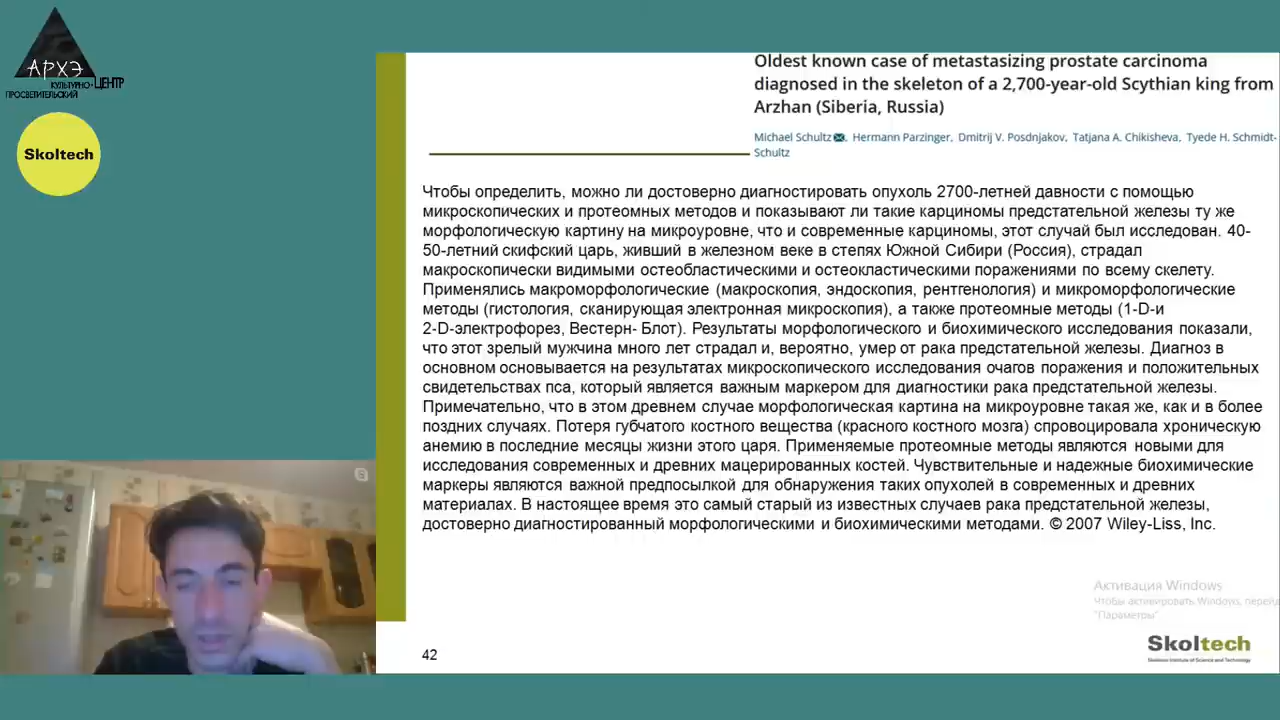 АРХЭ
КУЛЬТУРНО-ЦЕНТР
ПРОСВЕТИТЕЛЬСКИЙ
Skoltech
Oldest known case of metastasizing prostate carcinoma
diagnosed in the skeleton of a 2,700-year-old Scythian king from
Arzhan (Siberia, Russia)
Michael Schultz, Hermann Parzinger, Dmitrij V. Posdnjakov, Tatjana A. Chikisheva, Tyede H. Schmidt-
Schultz
Чтобы определить, можно ли достоверно диагностировать опухоль 2700-летней давности с помощью
микроскопических и протеомных методов и показывают ли такие карциномы предстательной железы ту же
морфологическую картину на микроуровне, что и современные карциномы, этот случай был исследован. 40-
50-летний скифский царь, живший в железном веке в степях Южной Сибири (Россия), страдал
макроскопически видимыми остеобластическими и остеокластическими поражениями по всему скелету.
Применялись макроморфологические (макроскопия, эндоскопия, рентгенология) и микроморфологические
методы (гистология, сканирующая электронная микроскопия), а также протеомные методы (1-D-и
2-D-электрофорез, Вестерн- Блот). Результаты морфологического и биохимического исследования показали,
что этот зрелый мужчина много лет страдал и, вероятно, умер от рака предстательной железы. Диагноз в
основном основывается на результатах микроскопического исследования очагов поражения и положительных
свидетельствах пса, который является важным маркером для диагностики рака предстательной железы.
Примечательно, что в этом древнем случае морфологическая картина на микроуровне такая же, как и в более
поздних случаях. Потеря губчатого костного вещества (красного костного мозга) спровоцировала хроническую
анемию в последние месяцы жизни этого царя. Применяемые протеомные методы являются новыми для
исследования современных и древних мацерированных костей. Чувствительные и надежные биохимические
маркеры являются важной предпосылкой для обнаружения таких опухолей в современных и древних
материалах. В настоящее время это самый старый из известных случаев рака предстательной железы,
достоверно диагностированный морфологическими и биохимическими методами. © 2007 Wiley-Liss, Inc.
Активация Windows
Чтобы активировать Windows, перейд
"Параметры"
Skoltech
Skolkovo Institute of Science and Technology
42